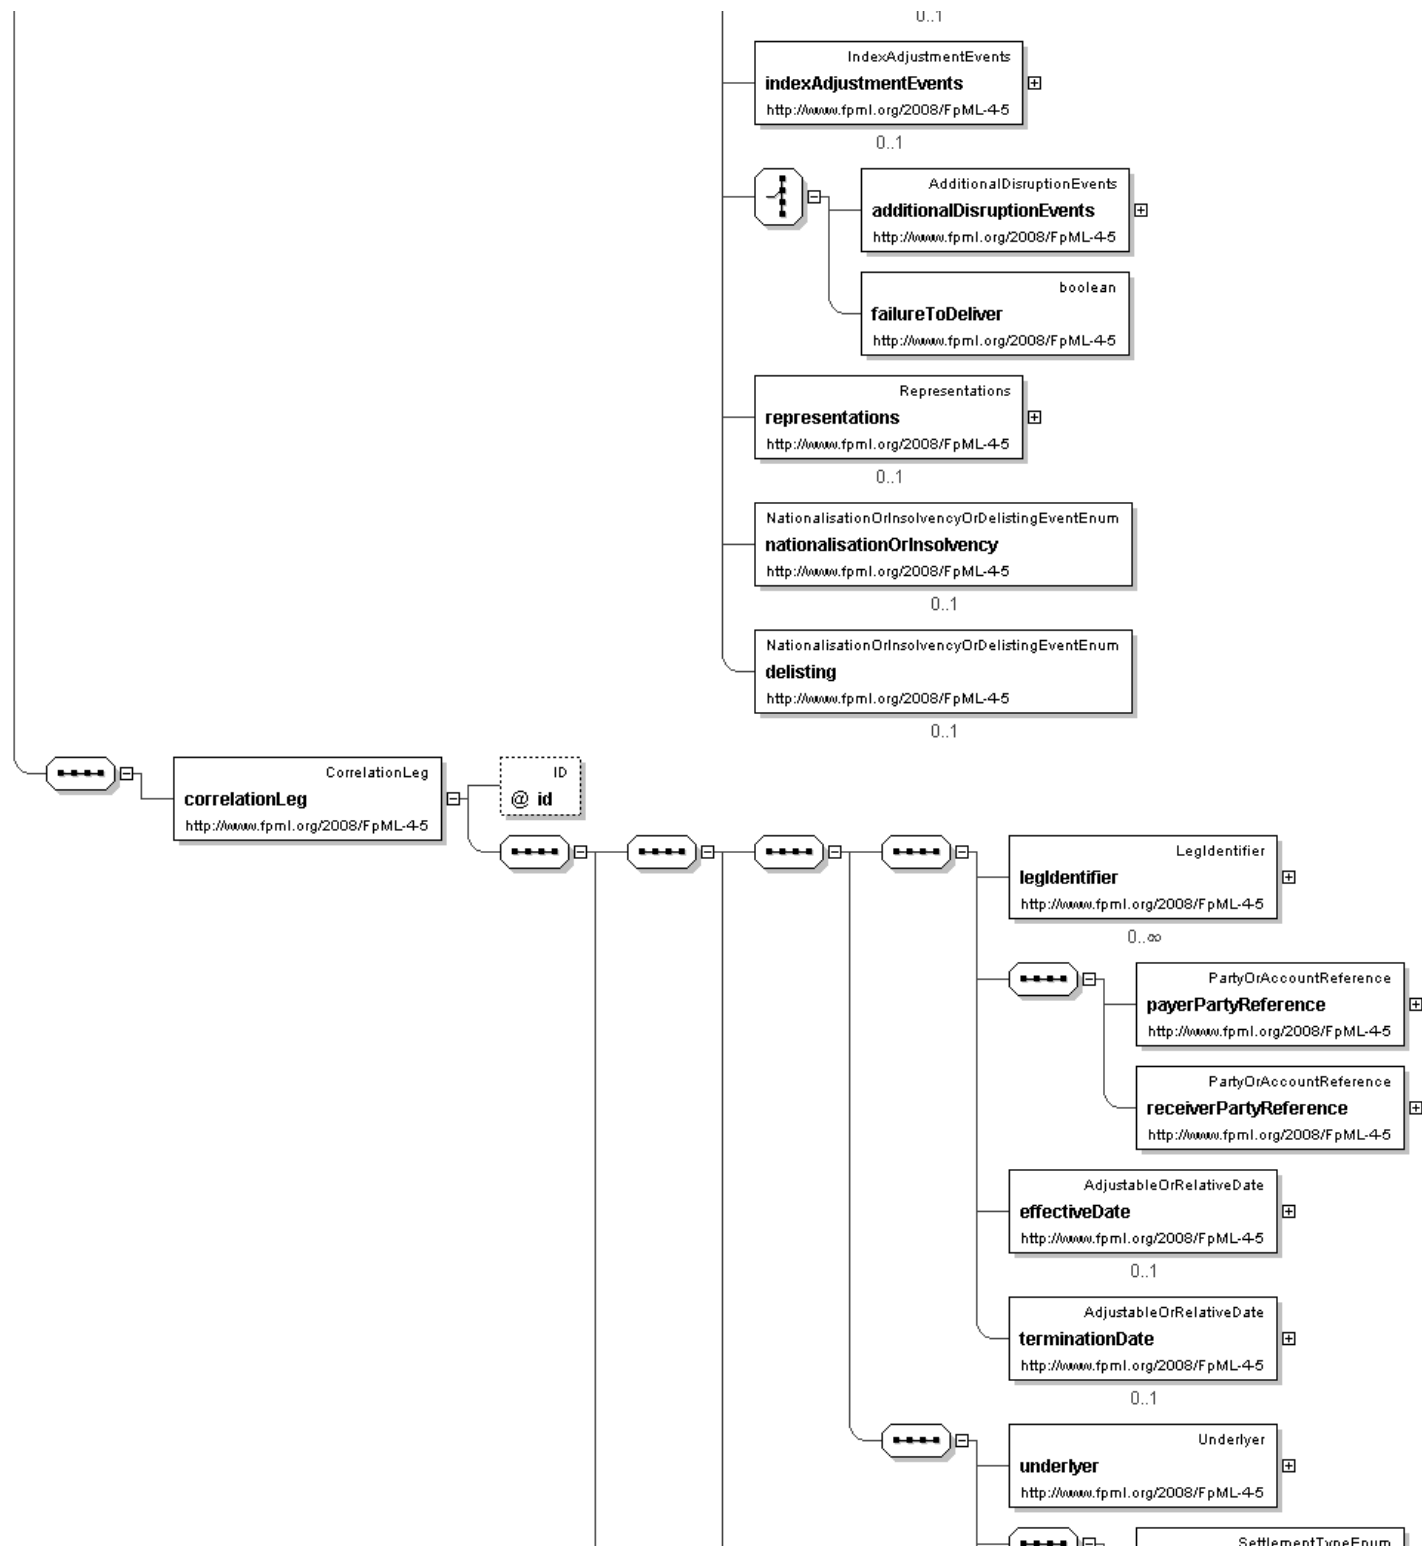 0..1
IndexAdjustmentEvents
indexAdjustmentEvents
http://www.fpml.org/2008/FpML-4-5
0..1
AdditionalDisruptionEvents
additionalDisruptionEvents
http://www.fpml.org/2008/FpML-4-5
boolean
failureToDeliver
http://www.fpml.org/2008/FpML-4-5
Representations
representations
http://www.fpml.org/2008/FpML-4-5
0..1
NationalisationOrInsolvencyOrDelistingEventEnum
nationalisationOrInsolvency
http://www.fpml.org/2008/FpML-4-5
0..1
NationalisationOrInsolvencyOrDelistingEventEnum
delisting
http://www.fpml.org/2008/FpML-4-5
0..1
CorrelationLeg
correlationLeg
http://www.fpml.org/2008/FpML-4-5
ID
@ id
LegIdentifier
legIdentifier
http://www.fpml.org/2008/FpML-4-5
0..∞
PartyOrAccountReference
payerPartyReference
http://www.fpml.org/2008/FpML-4-5
PartyOrAccountReference
receiverPartyReference
http://www.fpml.org/2008/FpML-4-5
AdjustableOrRelativeDate
effectiveDate
http://www.fpml.org/2008/FpML-4-5
0..1
AdjustableOrRelativeDate
terminationDate
http://www.fpml.org/2008/FpML-4-5
0..1
Underlyer
underlyer
http://www.fpml.org/2008/FpML-4-5
SettlementTypeEnum